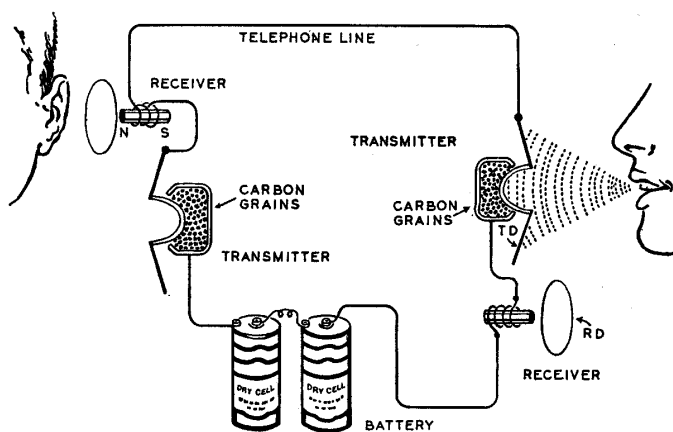 TELEPHONE LINE
RECEIVER
N S
TRANSMITTER
CARBON
GRAINS
CARBON
GRAINS
TD
TRANSMITTER
DRY CELL
DRY CELL
RD
RECEIVER
BATTERY